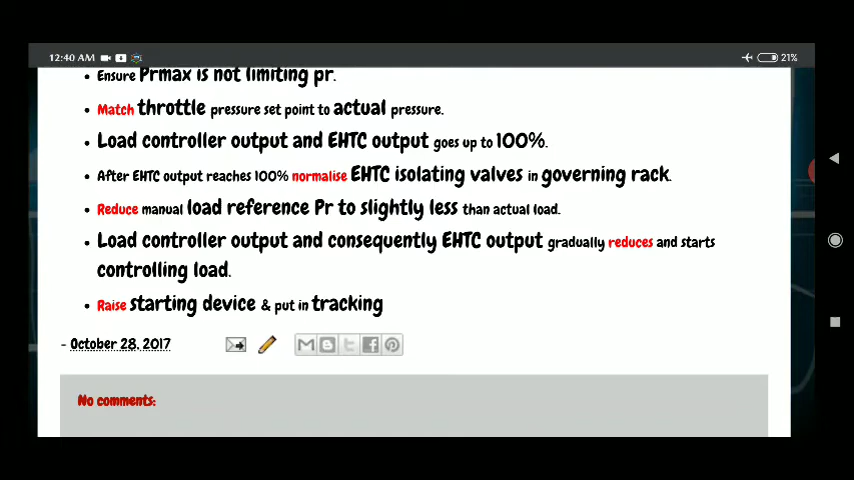 12:40 AM
21%
Ensure Prmax is not limiting pr.
Match throttle pressure set point to actual pressure.
Load controller output and EHTC output goes up to 100%.
After EHTC output reaches 100% normalise EHTC isolating valves in governing rack.
Reduce manual load reference Pr to slightly less than actual load.
Load controller output and consequently EHTC output gradually reduces and starts
controlling load.
Raise starting device & put in tracking
- October 28, 2017
No comments: